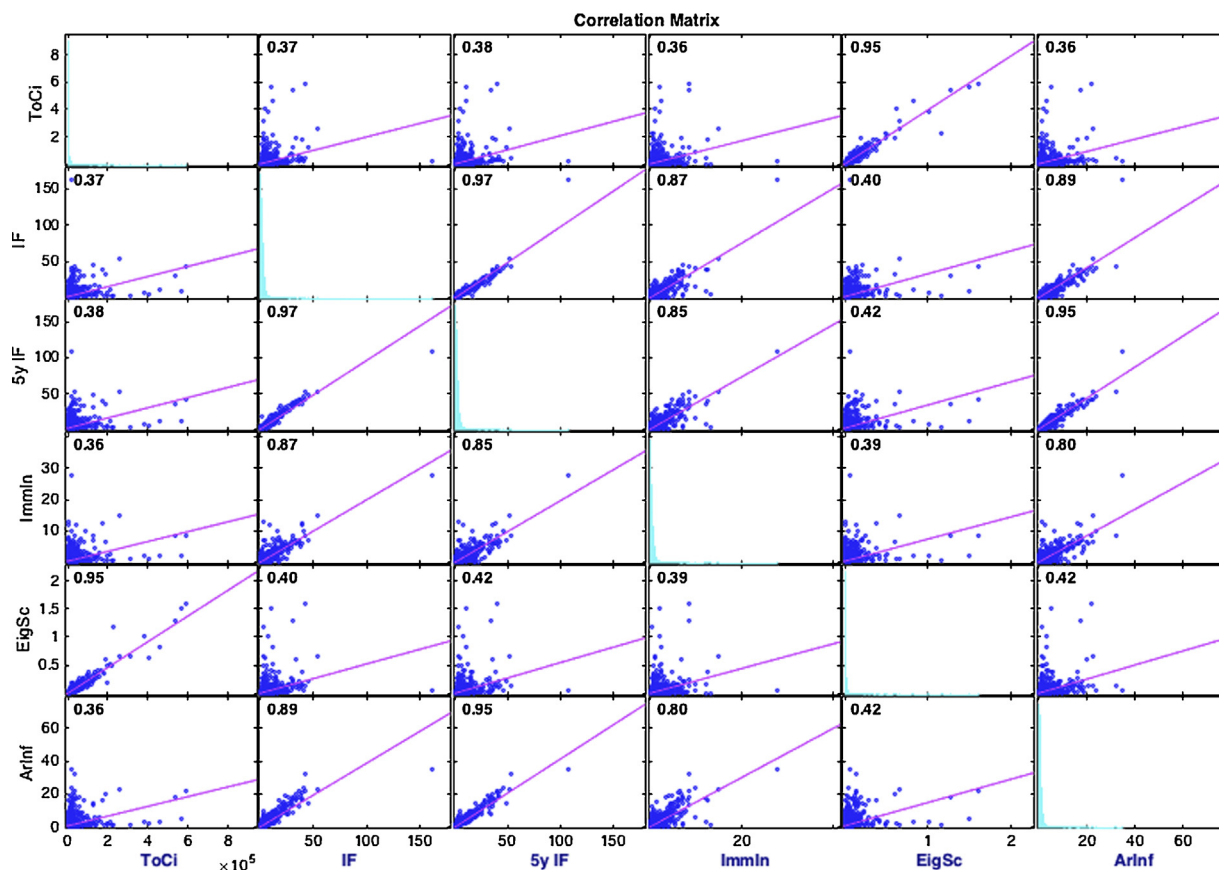 Correlation Matrix
0.37 0.38 0.36 0.95 0.36
8 6 4 2 ToCi
0.37 0.97 0.87 0.40 0.89
150 100 50 IF
0.38 0.97 0.85 0.42 0.95
150 100 50 5y IF
0.36 0.87 0.85 0.39 0.80
30 20 10 ImmIn
0.95 0.40 0.42 0.39 0.42
2 1.5 1 0.5 EigSc
0.36 0.89 0.95 0.80 0.42
60 40 20 0 ArInf
0 2 4 6 8 50 100 150 50 100 150 20 1 2 20 40 60
×10⁵
ToCi IF 5y IF ImmIn EigSc ArInf